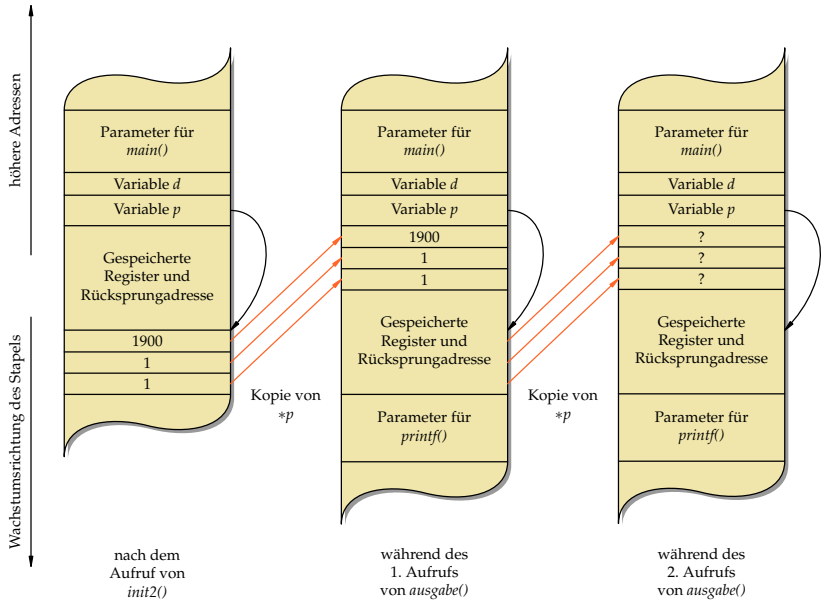 höhere Adressen
Wachstumsrichtung des Stapels
Parameter für
main()
Variable d
Variable p
Gespeicherte
Register und
Rücksprungadresse
1900
1
1
nach dem
Aufruf von
init2()
Kopie von
*p
Parameter für
main()
Variable d
Variable p
1900
1
1
Gespeicherte
Register und
Rücksprungadresse
Parameter für
printf()
während des
1. Aufrufs
von ausgabe()
Kopie von
*p
Parameter für
main()
Variable d
Variable p
?
?
?
Gespeicherte
Register und
Rücksprungadresse
Parameter für
printf()
während des
2. Aufrufs
von ausgabe()